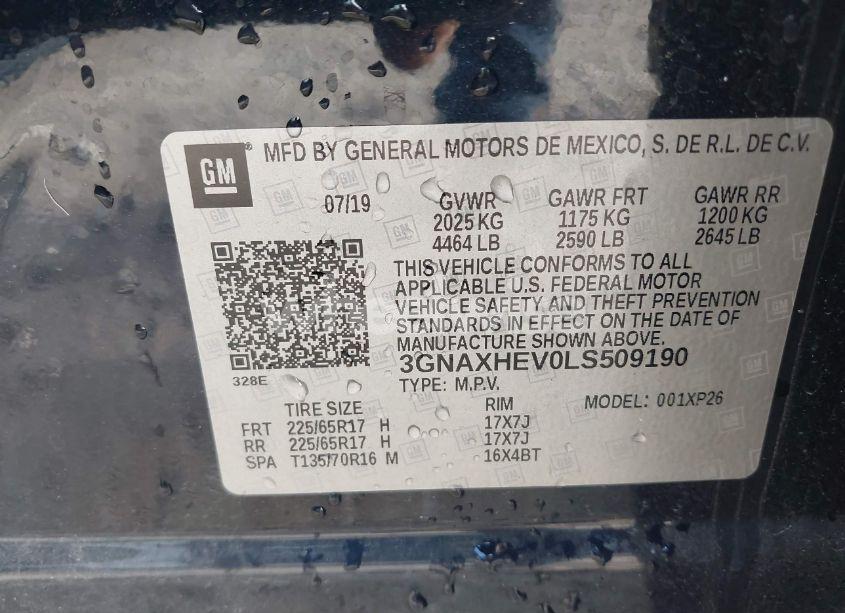 GM® MFD BY GENERAL MOTORS DE MEXICO, S. DE R.L. DE C.V.
07/19 GVWR GAWR FRT GAWR RR
2025 KG 1175 KG 1200 KG
4464 LB 2590 LB 2645 LB
THIS VEHICLE CONFORMS TO ALL
APPLICABLE U.S. FEDERAL MOTOR
VEHICLE SAFETY AND THEFT PREVENTION
STANDARDS IN EFFECT ON THE DATE OF
MANUFACTURE SHOWN ABOVE.
3GNAXHEV0LS509190
328E TYPE: M.P.V.
TIRE SIZE RIM MODEL: 001XP26
FRT 225/65R17 H 17X7J
RR 225/65R17 H 17X7J
SPA T135/70R16 M 16X4BT